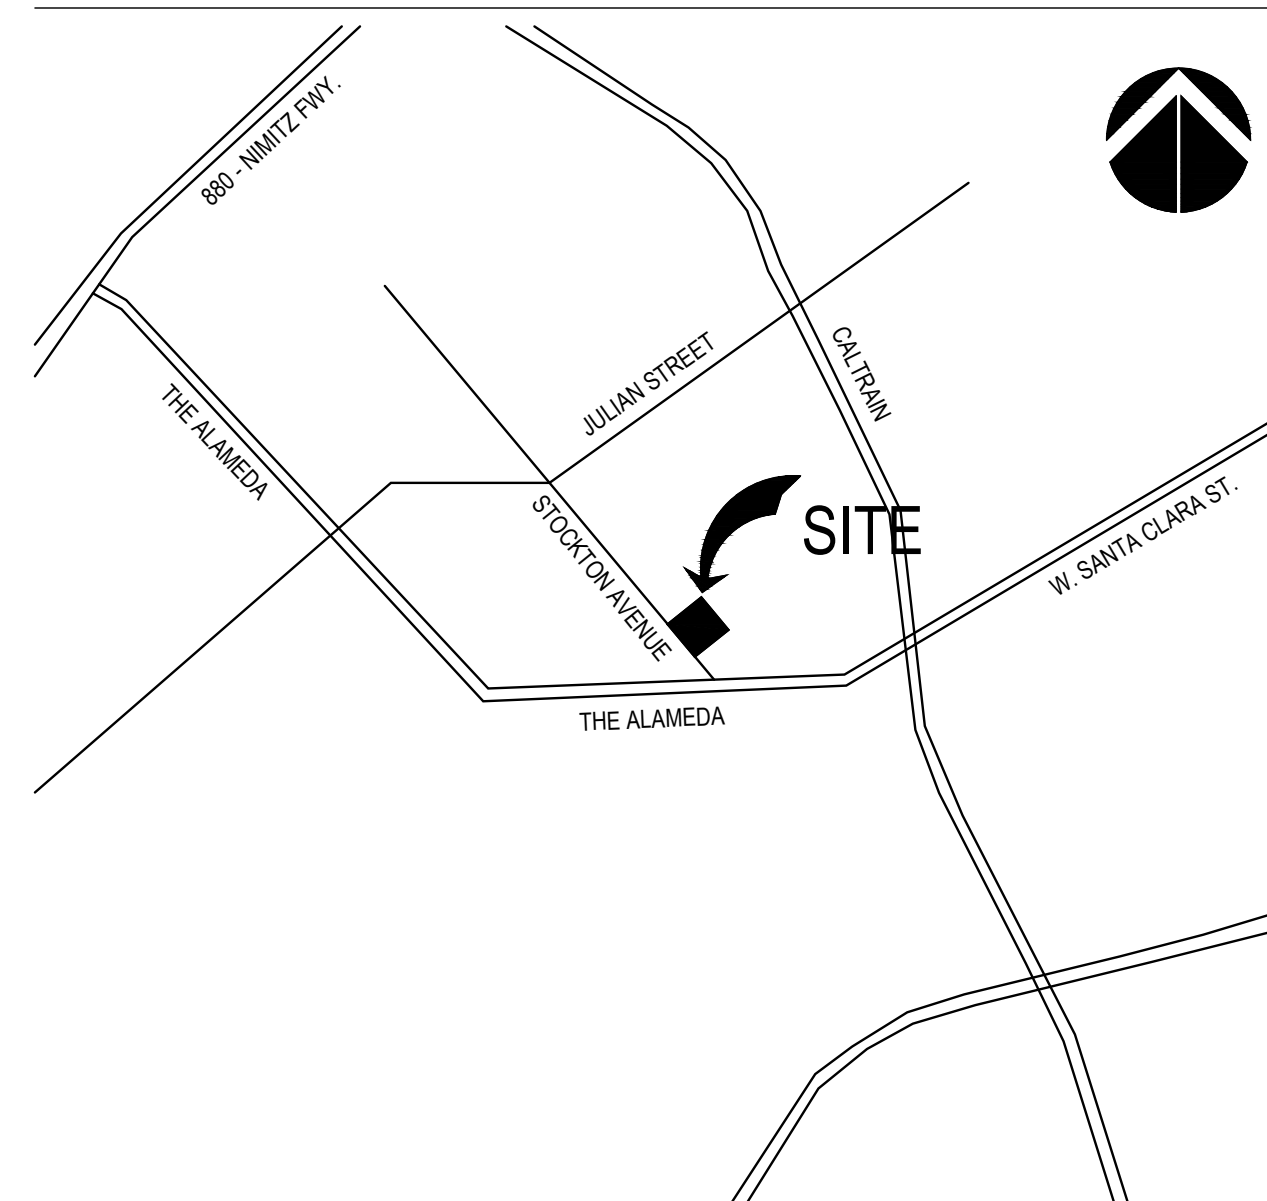 880 - NIMITZ FWY.
JULIAN STREET
CALTRAIN
THE ALAMEDA
STOCKTON AVENUE
SITE
W. SANTA CLARA ST.
THE ALAMEDA